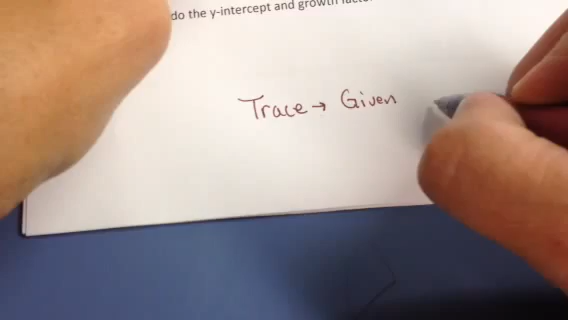 do the y-intercept and growth
Trace → Given